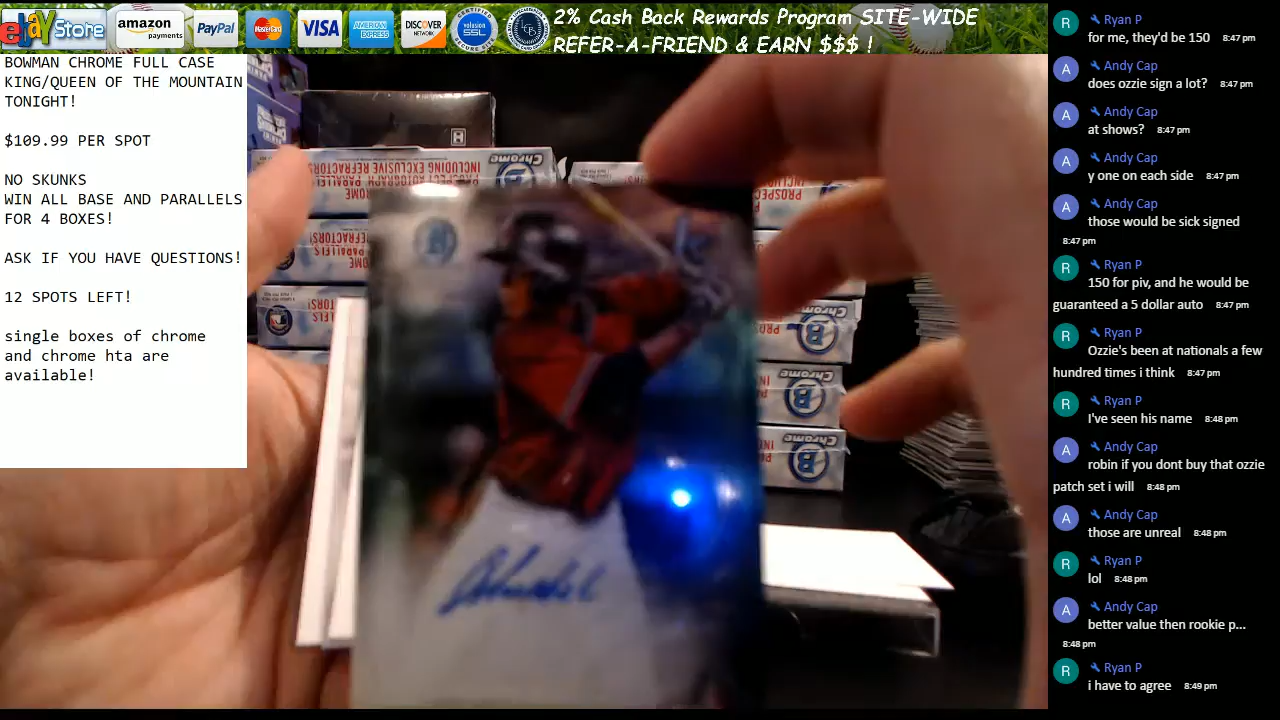 ebay Store
amazon payments
PayPal
MasterCard
VISA
AMERICAN EXPRESS
DISCOVER NETWORK
SSL
2% Cash Back Rewards Program SITE-WIDE
REFER-A-FRIEND & EARN $$$ !
BOWMAN CHROME FULL CASE
KING/QUEEN OF THE MOUNTAIN
TONIGHT!
$109.99 PER SPOT
NO SKUNKS
WIN ALL BASE AND PARALLELS
FOR 4 BOXES!
ASK IF YOU HAVE QUESTIONS!
12 SPOTS LEFT!
single boxes of chrome
and chrome hta are
available!
INCLUDING EXCLUSIVE REFRACTORS
Chrome
B
Chrome
B
Chrome
B
Chrome
B
R Ryan P
for me, they'd be 150 8:47 pm
A Andy Cap
does ozzie sign a lot? 8:47 pm
A Andy Cap
at shows? 8:47 pm
A Andy Cap
y one on each side 8:47 pm
A Andy Cap
those would be sick signed
8:47 pm
R Ryan P
150 for piv, and he would be
guaranteed a 5 dollar auto 8:47 pm
R Ryan P
Ozzie's been at nationals a few
hundred times i think 8:47 pm
R Ryan P
I've seen his name 8:48 pm
A Andy Cap
robin if you dont buy that ozzie
patch set i will 8:48 pm
A Andy Cap
those are unreal 8:48 pm
R Ryan P
lol 8:48 pm
A Andy Cap
better value then rookie p...
8:48 pm
R Ryan P
i have to agree 8:49 pm